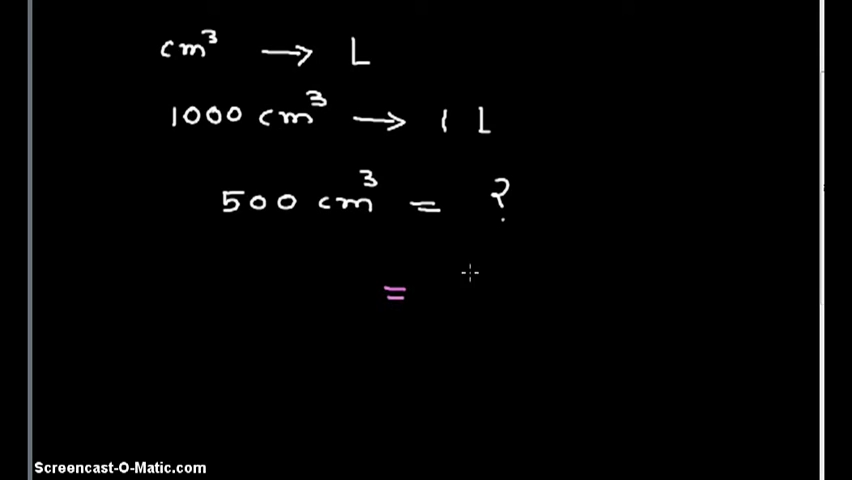 cm³ → L
1000 cm³ → 1 L
500 cm³ = ?
=
Screencast-O-Matic.com